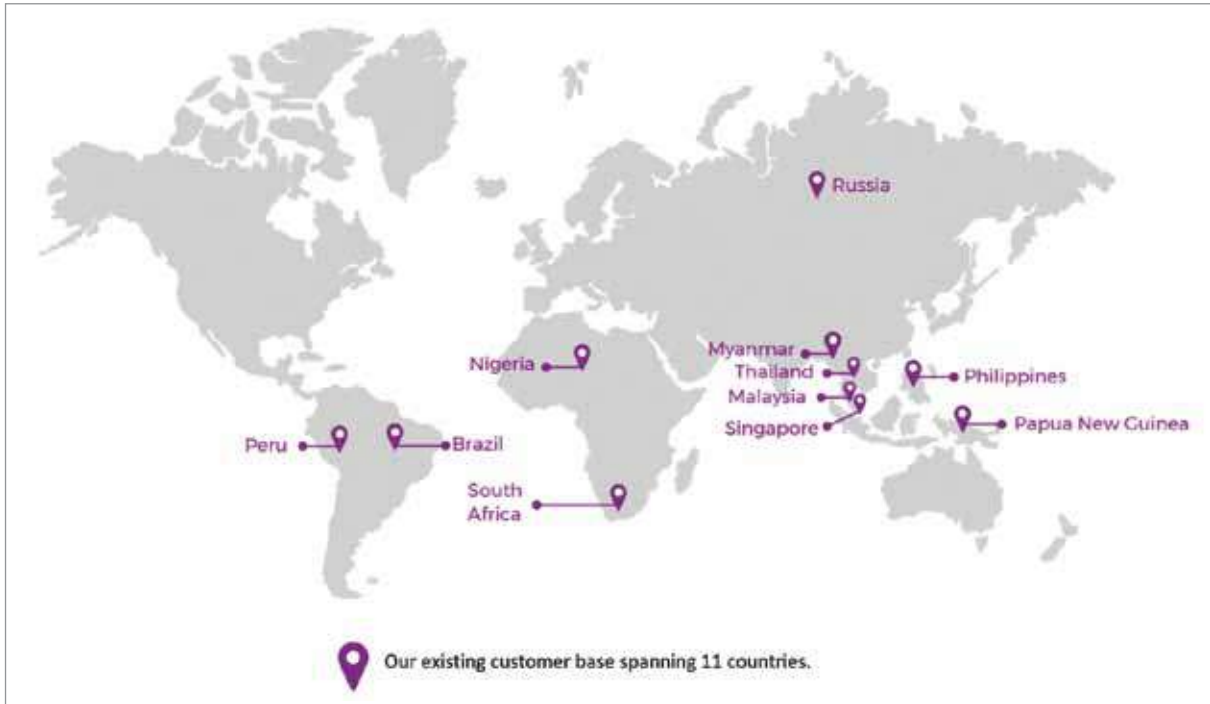 Russia
Myanmar
Nigeria
Thailand
Philippines
Malaysia
Singapore
Papua New Guinea
Peru
Brazil
South
Africa
Our existing customer base spanning 11 countries.